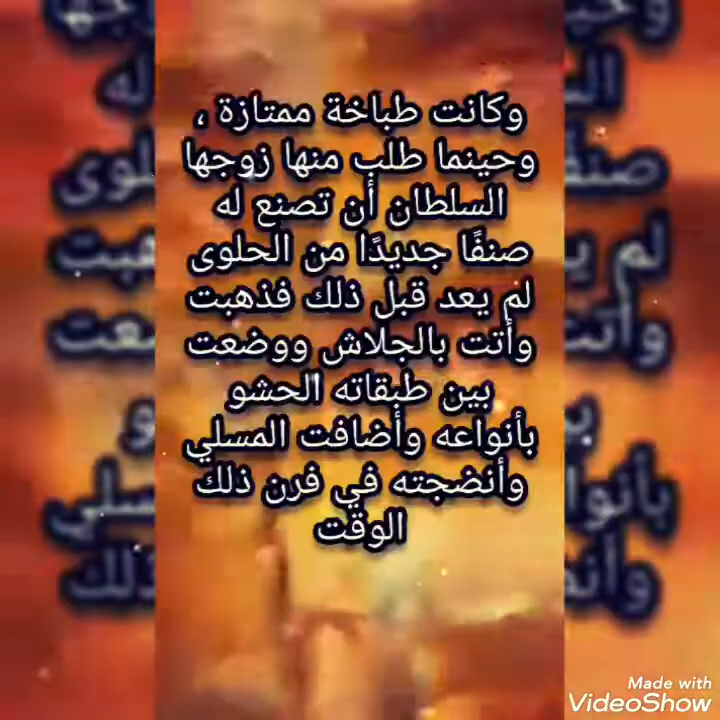 وكانت طباخة ممتازة ،
وحينما طلب منها زوجها
السلطان أن تصنع له
صنفًا جديدًا من الحلوى
لم يعد قبل ذلك فذهبت
وأتت بالجلاش ووضعت
بين طبقاته الحشو
بأنواعه وأضافت المسلي
وأنضجته في فرن ذلك
الوقت
Made with
VideoShow